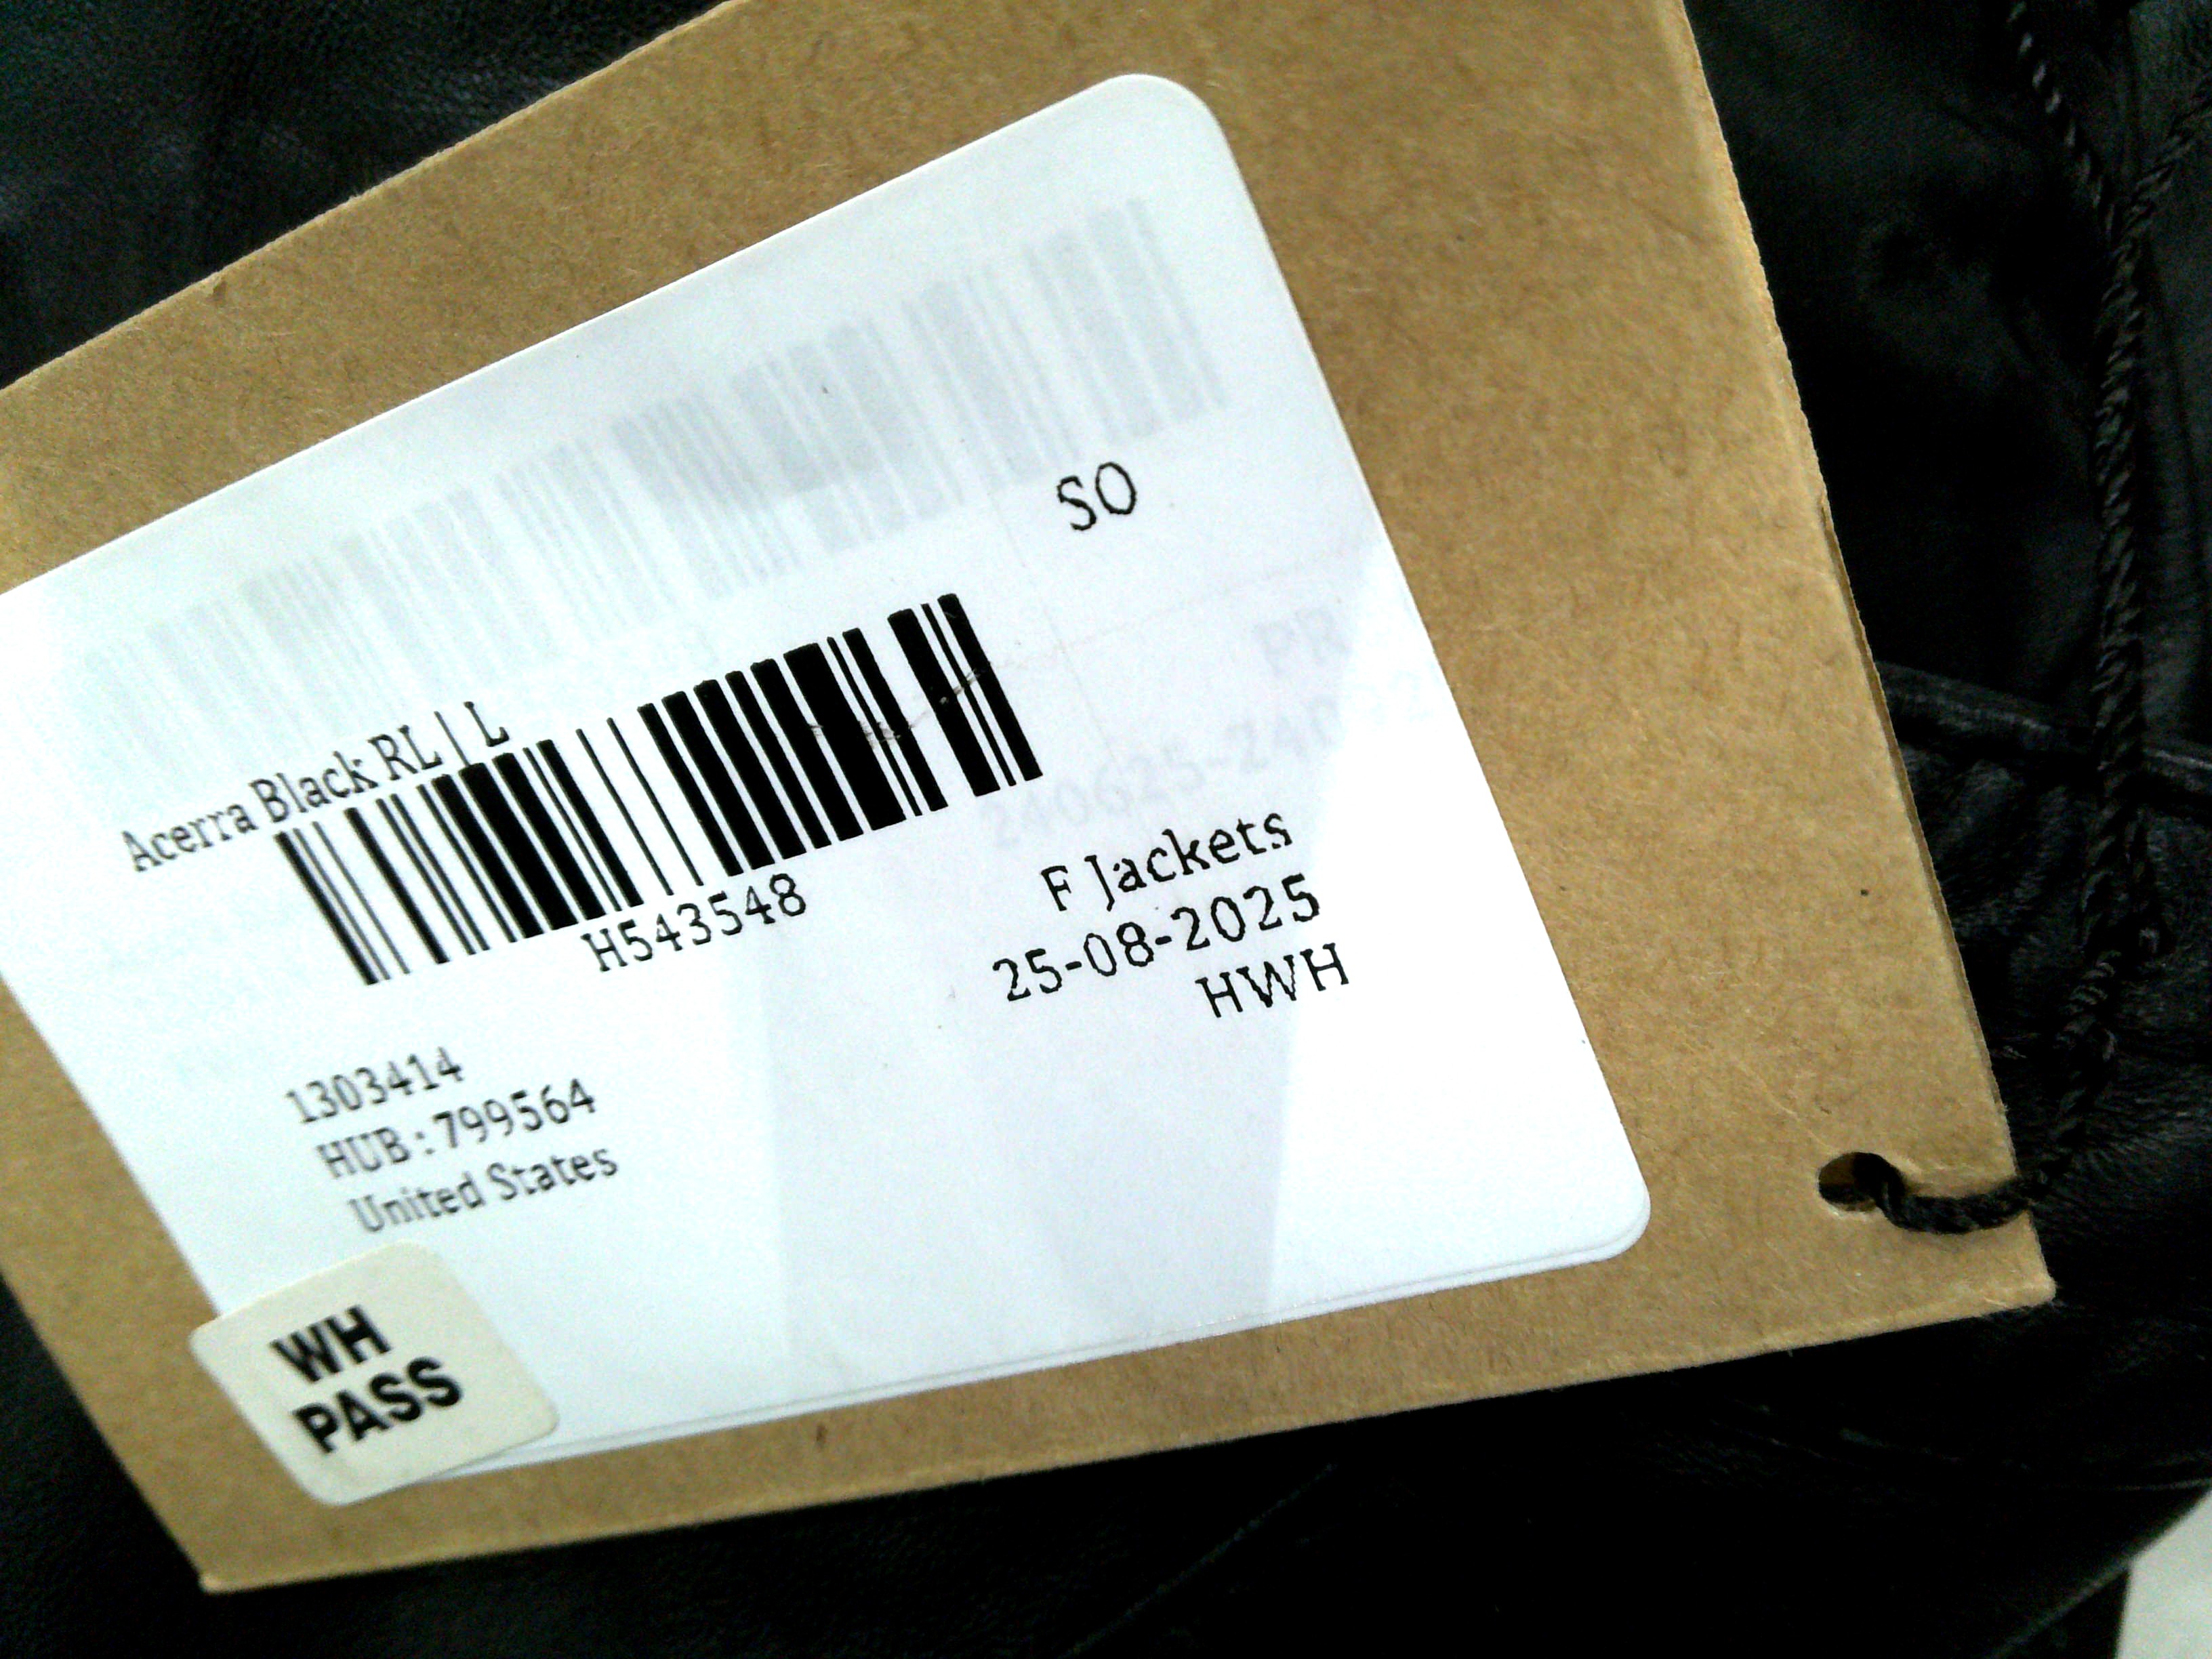 SO
Acerra Black RL | L
H543548
F Jackets
25-08-2025
HWH
1303414
HUB : 799564
United States
WH
PASS